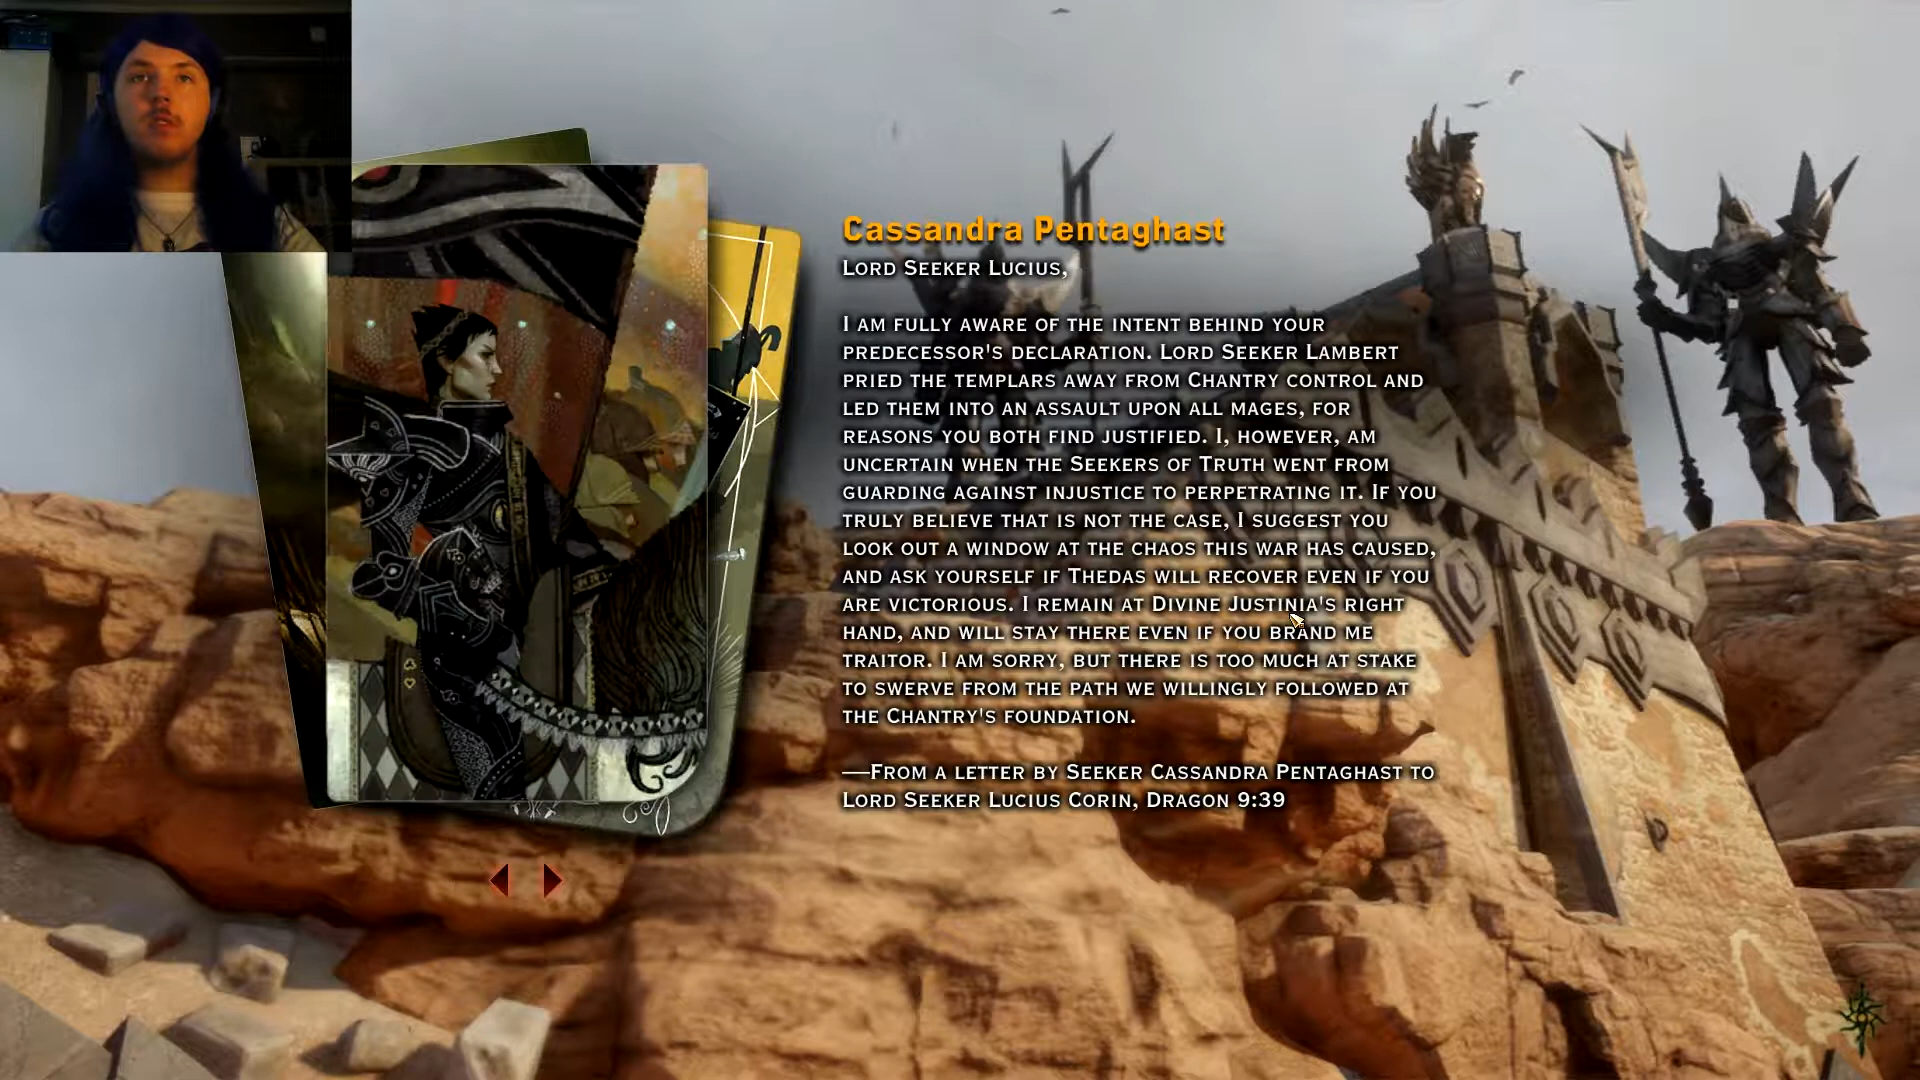 Cassandra Pentaghast
Lord Seeker Lucius,
I am fully aware of the intent behind your
predecessor's declaration. Lord Seeker Lambert
pried the templars away from Chantry control and
led them into an assault upon all mages, for
reasons you both find justified. I, however, am
uncertain when the Seekers of Truth went from
guarding against injustice to perpetrating it. If you
truly believe that is not the case, I suggest you
look out a window at the chaos this war has caused,
and ask yourself if Thedas will recover even if you
are victorious. I remain at Divine Justinia's right
hand, and will stay there even if you brand me
traitor. I am sorry, but there is too much at stake
to swerve from the path we willingly followed at
the Chantry's foundation.
—From a letter by Seeker Cassandra Pentaghast to
Lord Seeker Lucius Corin, Dragon 9:39